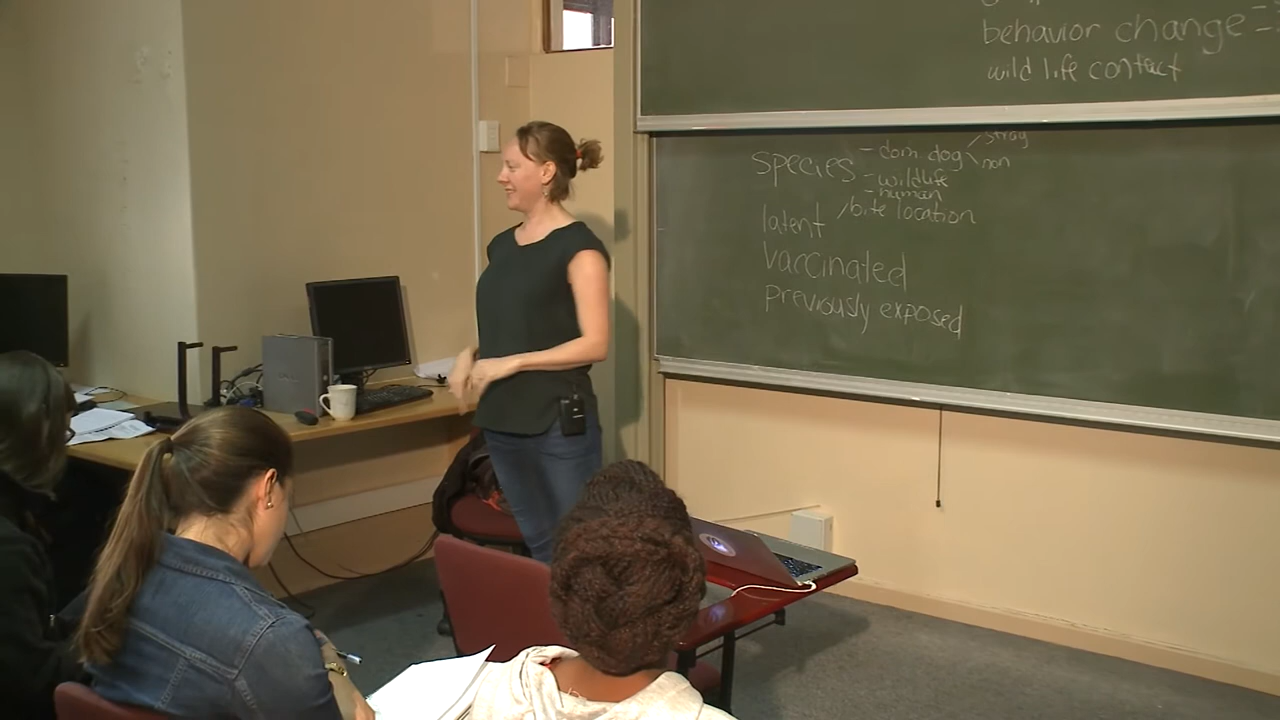 behavior change
wild life contact
species - dom. dog stray
non
- wildlife
- human
latent /bite location
vaccinated
previously exposed